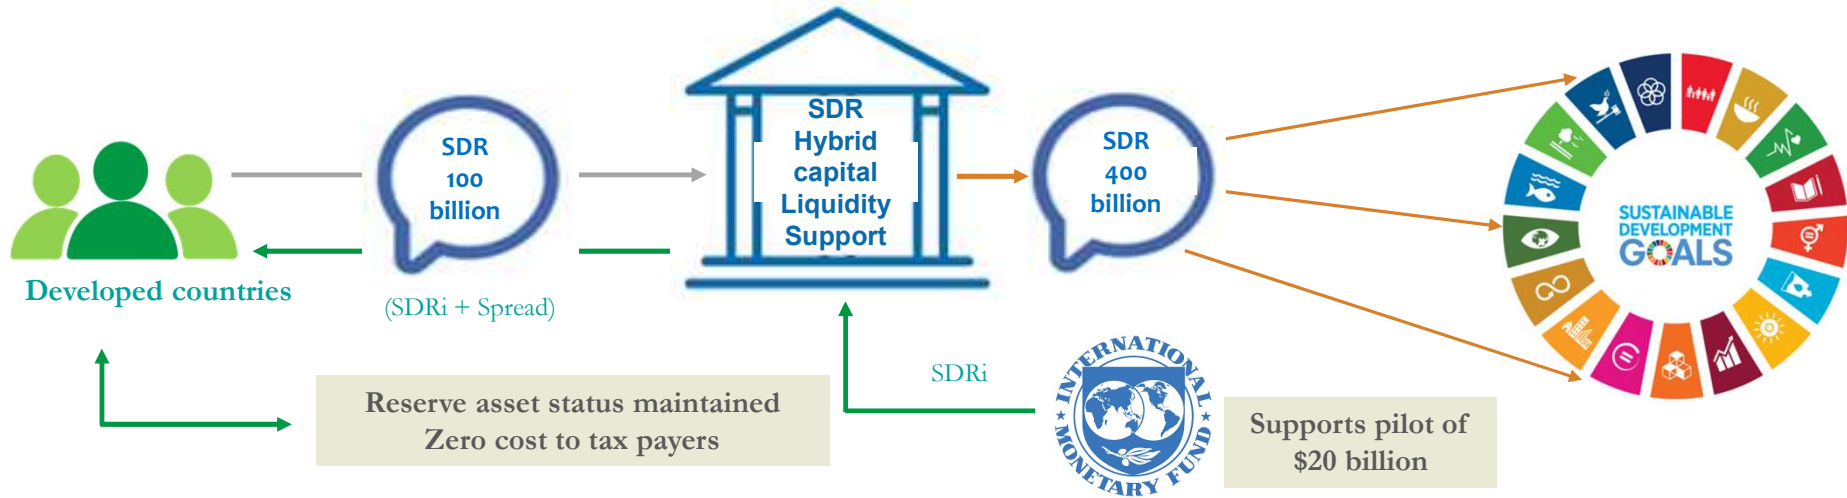 SDR
100
billion
SDR
Hybrid
capital
Liquidity
Support
SDR
400
billion
SUSTAINABLE
DEVELOPMENT
GOALS
Developed countries
(SDRi + Spread)
SDRi
Reserve asset status maintained
Zero cost to tax payers
INTERNATIONAL
MONETARY FUND
Supports pilot of
$20 billion